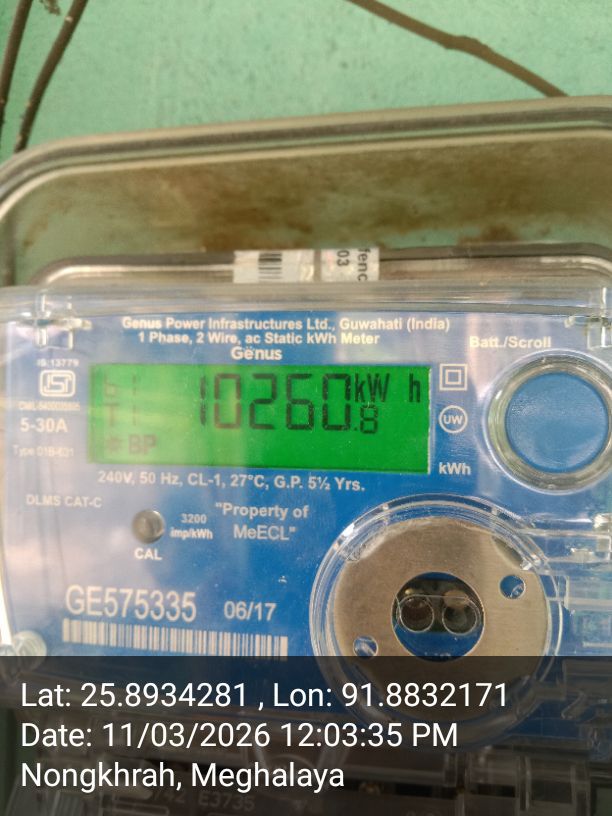 fenc
03
Genus Power Infrastructures Ltd., Guwahati (India)
1 Phase, 2 Wire, ac Static kWh Meter
Genus
Batt./Scroll
IS:13779
5-30A
10260.8 kW h
BP
UW
kWh
240V, 50 Hz, CL-1, 27°C, G.P. 5½ Yrs.
DLMS CAT-C
3200
imp/kWh
CAL
"Property of
MeECL"
GE575335 06/17
Lat: 25.8934281 , Lon: 91.8832171
Date: 11/03/2026 12:03:35 PM
Nongkhrah, Meghalaya